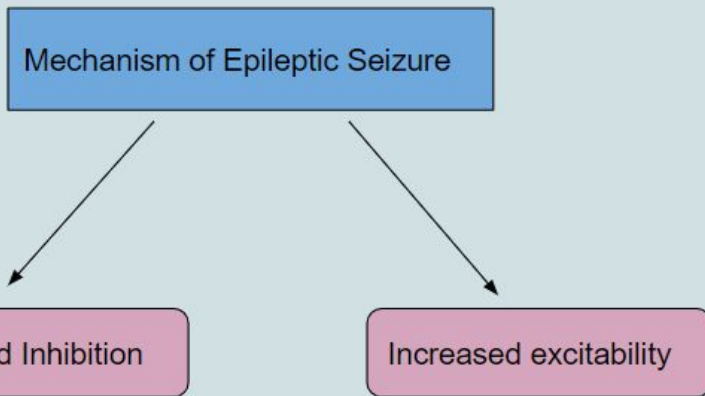 Mechanism of Epileptic Seizure
d Inhibition
Increased excitability